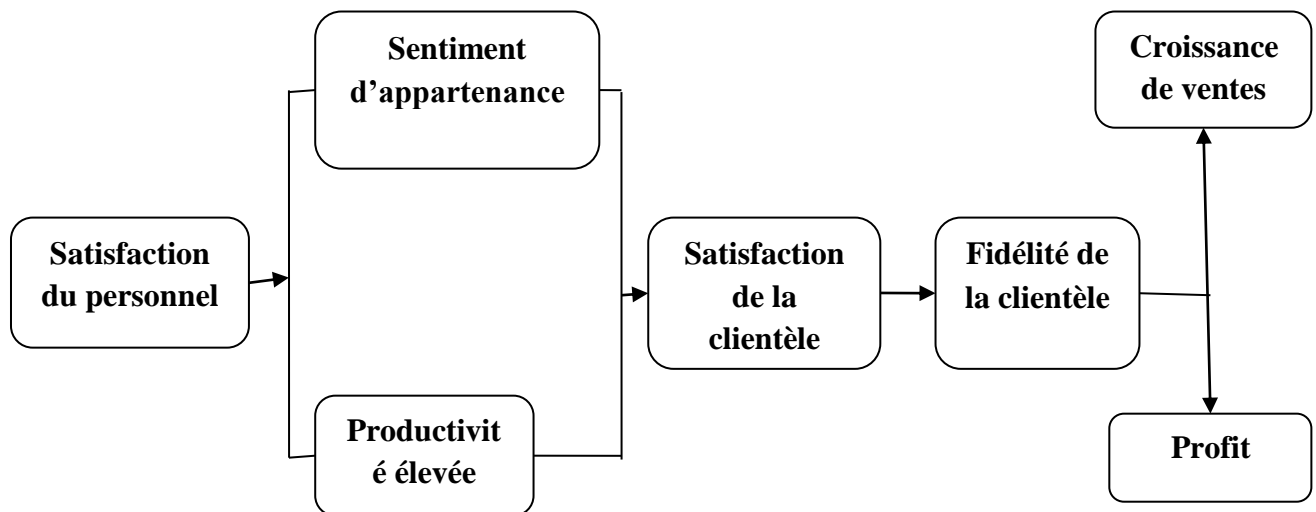 Satisfaction
du personnel
Sentiment
d’appartenance
Productivit
é élevée
Satisfaction
de la
clientèle
Fidélité de
la clientèle
Croissance
de ventes
Profit